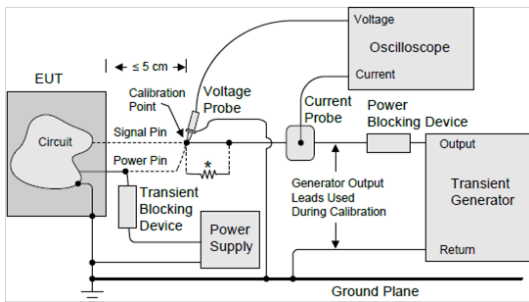 Voltage
Oscilloscope
Current
≤ 5 cm
EUT
Calibration
Point
Voltage
Probe
Current
Probe
Power
Blocking
Device
Circuit
Signal Pin
Power Pin
*
Output
Transient
Generator
Return
Transient
Blocking
Device
Generator Output
Leads Used
During Calibration
Power
Supply
Ground Plane